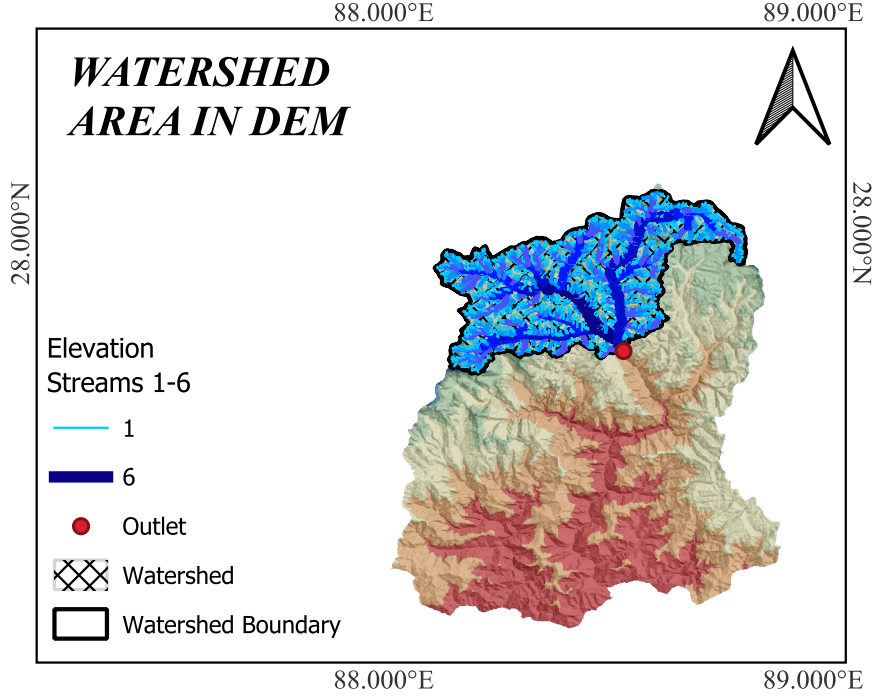 88.000°E 89.000°E
WATERSHED
AREA IN DEM
28.000°N
28.000°N
Elevation
Streams 1-6
1
6
Outlet
Watershed
Watershed Boundary
88.000°E 89.000°E